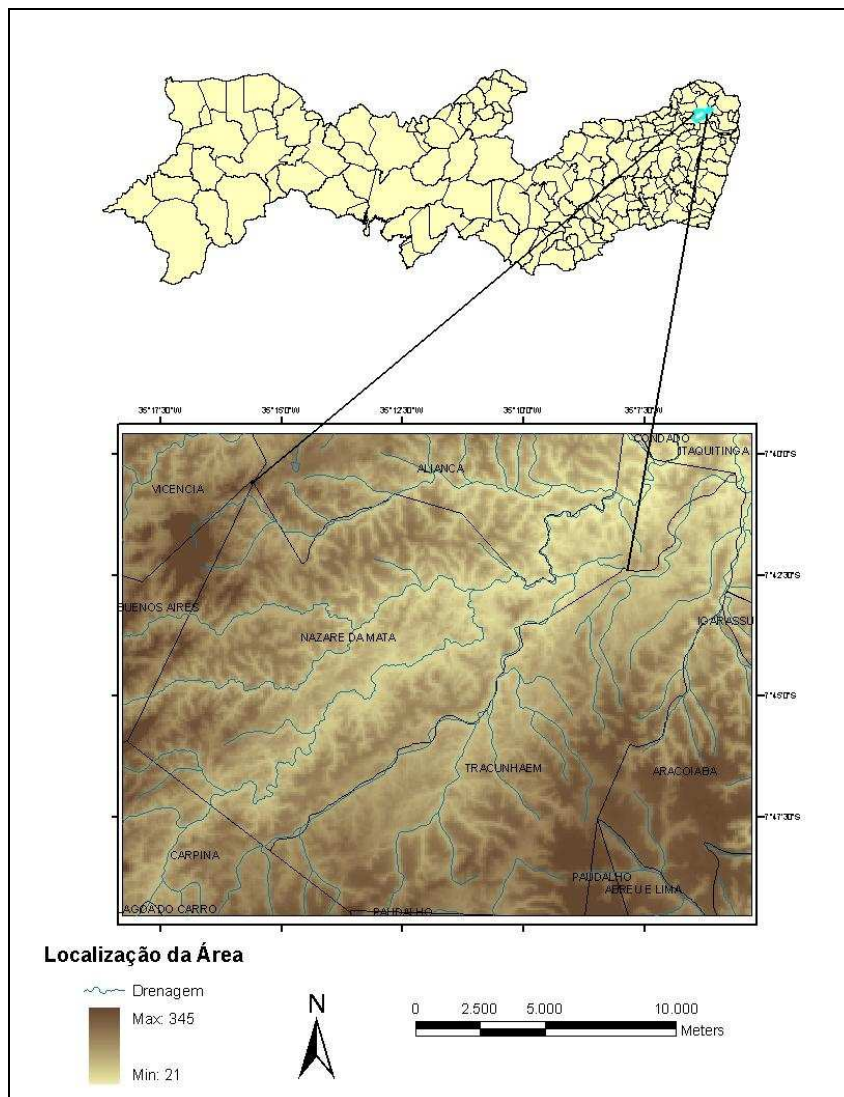 35°17'30"W 35°15'0"W 35°12'30"W 35°10'0"W 35°7'30"W
CONDADO
ITAQUITINGA
7°40'0"S
ALIANCA
VICENCIA
7°42'30"S
BUENOS AIRES
IGARASSU
NAZARE DA MATA
7°45'0"S
TRACUNHAEM
ARACOIABA
7°47'30"S
CARPINA
PAUDALHO
ABREU E LIMA
AGOA DO CARRO
PAUDALHO
Localização da Área
Drenagem
Max: 345
Min: 21
N
0 2.500 5.000 10.000
Meters